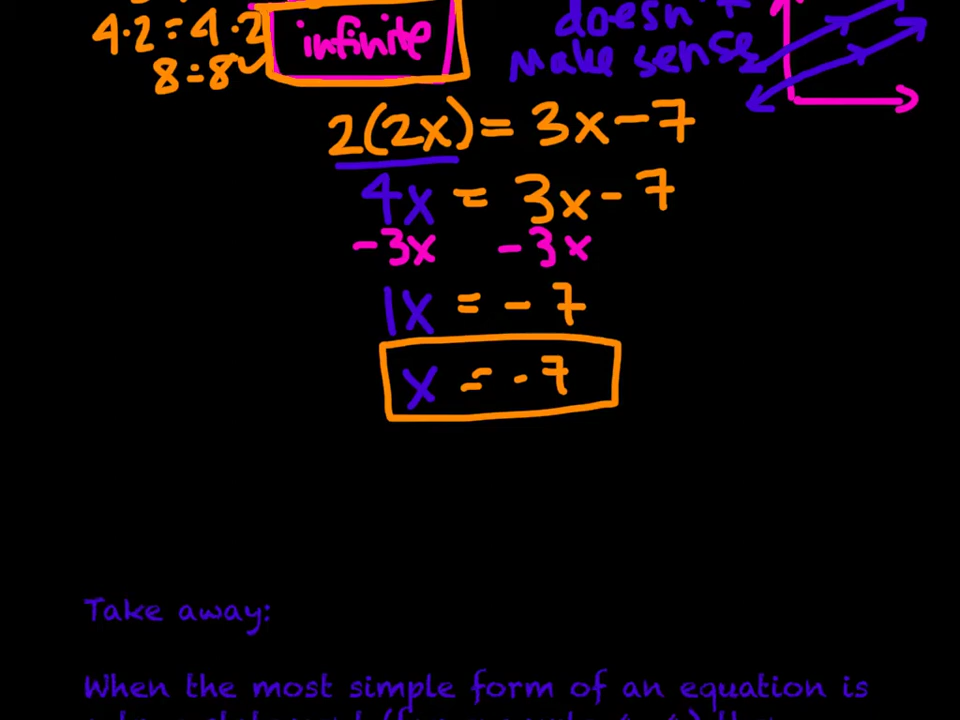 4·2=4·2
infinite
8=8
doesn't
make sense
2(2x)= 3x-7
4x = 3x-7
-3x -3x
1x = -7
x = -7
Take away:
When the most simple form of an equation is